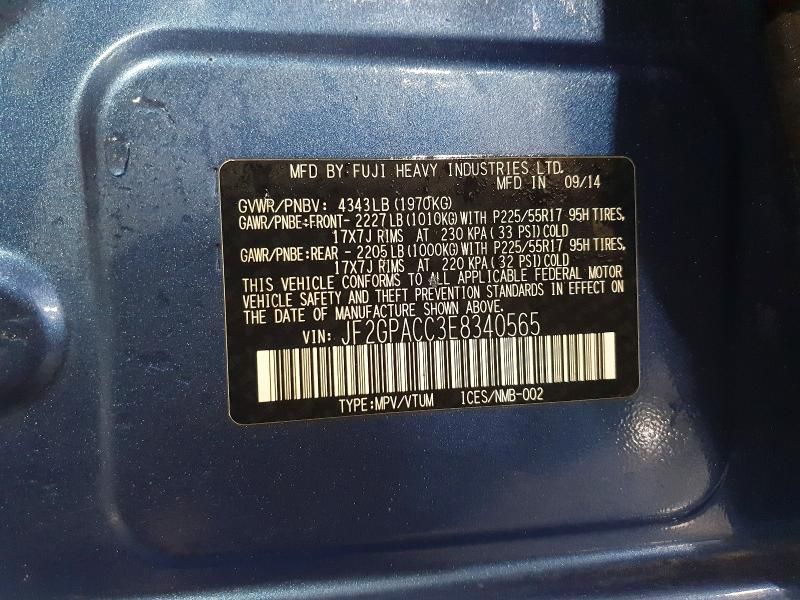 MFD BY: FUJI HEAVY INDUSTRIES LTD.
MFD IN 09/14
GVWR/PNBV: 4343LB(1970KG)
GAWR/PNBE:FRONT-2227LB(1010KG)WITH P225/55R17 95H TIRES,
17X7J RIMS AT 230 KPA(33 PSI)COLD
GAWR/PNBE:REAR -2205LB(1000KG)WITH P225/55R17 95H TIRES,
17X7J RIMS AT 220 KPA(32 PSI)COLD
THIS VEHICLE CONFORMS TO ALL APPLICABLE FEDERAL MOTOR
VEHICLE SAFETY AND THEFT PREVENTION STANDARDS IN EFFECT ON
THE DATE OF MANUFACTURE SHOWN ABOVE.
VIN: JF2GPACC3E8340565
TYPE:MPV/VTUM ICES/NMB-002